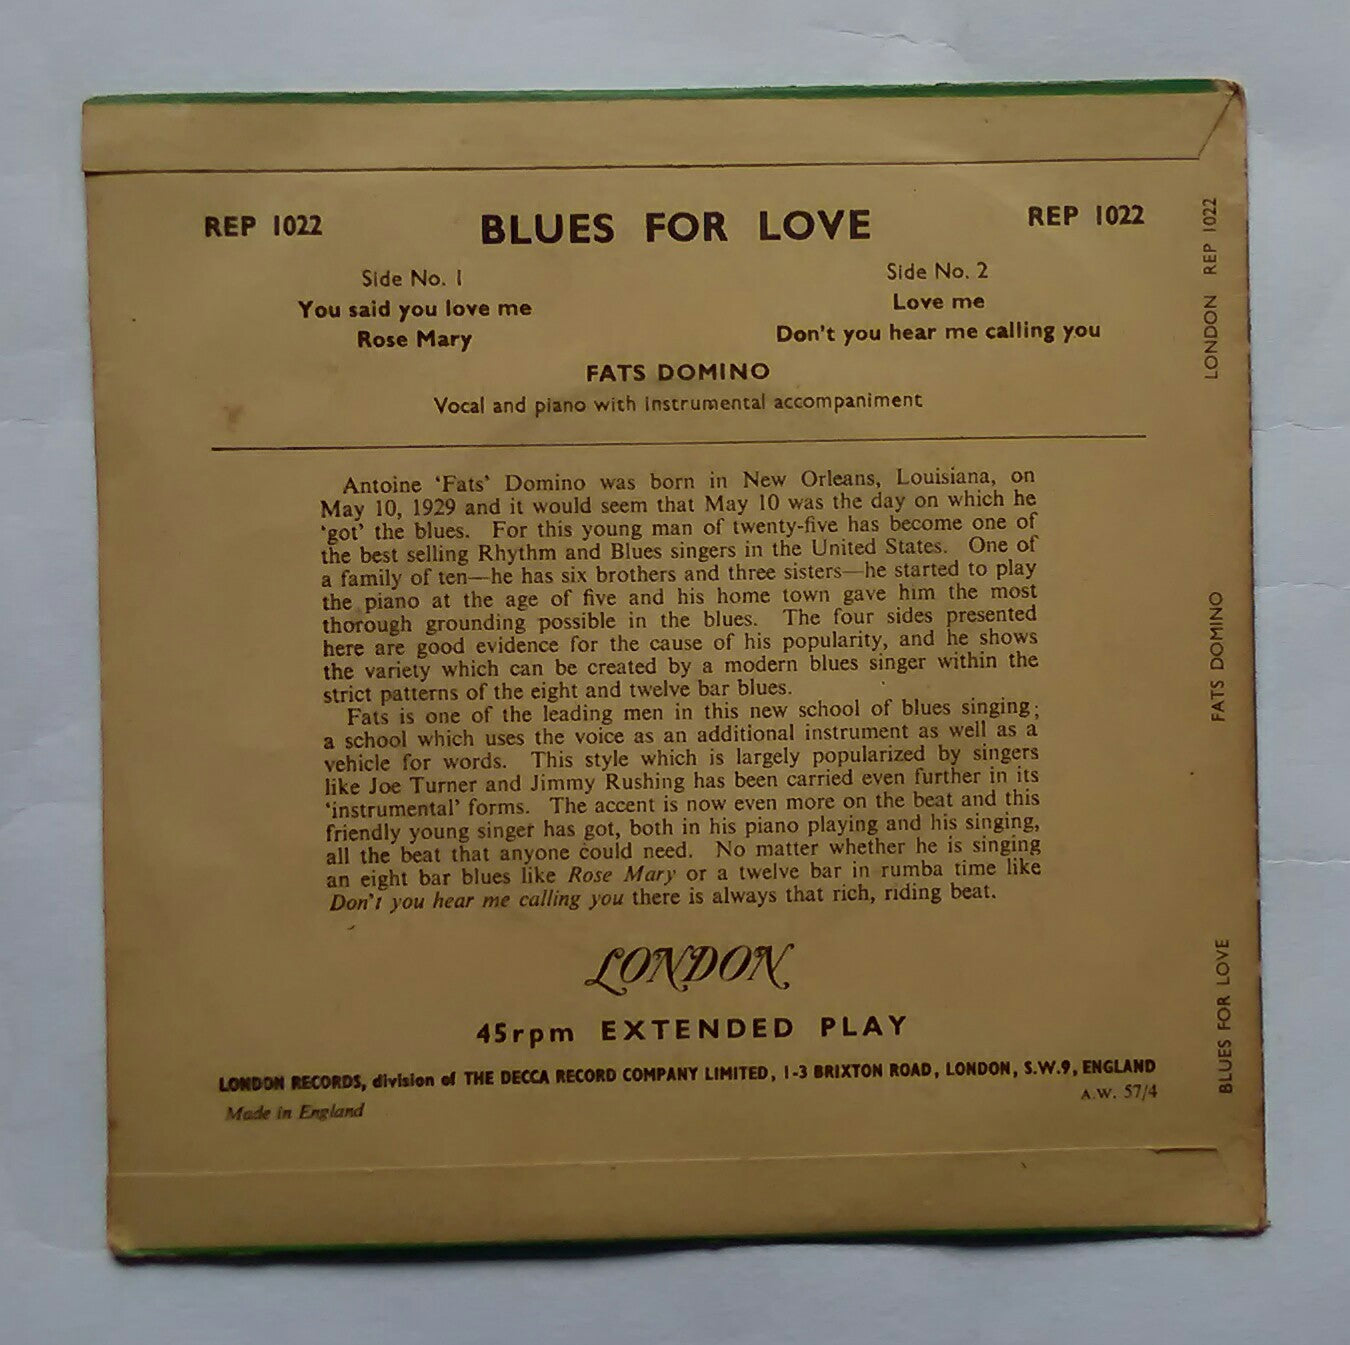 REP 1022 BLUES FOR LOVE REP 1022
Side No. 1
You said you love me
Rose Mary
Side No. 2
Love me
Don't you hear me calling you
FATS DOMINO
Vocal and piano with instrumental accompaniment
Antoine 'Fats' Domino was born in New Orleans, Louisiana, on
May 10, 1929 and it would seem that May 10 was the day on which he
'got' the blues. For this young man of twenty-five has become one of
the best selling Rhythm and Blues singers in the United States. One of
a family of ten—he has six brothers and three sisters—he started to play
the piano at the age of five and his home town gave him the most
thorough grounding possible in the blues. The four sides presented
here are good evidence for the cause of his popularity, and he shows
the variety which can be created by a modern blues singer within the
strict patterns of the eight and twelve bar blues.
Fats is one of the leading men in this new school of blues singing;
a school which uses the voice as an additional instrument as well as a
vehicle for words. This style which is largely popularized by singers
like Joe Turner and Jimmy Rushing has been carried even further in its
'instrumental' forms. The accent is now even more on the beat and this
friendly young singer has got, both in his piano playing and his singing,
all the beat that anyone could need. No matter whether he is singing
an eight bar blues like Rose Mary or a twelve bar in rumba time like
Don't you hear me calling you there is always that rich, riding beat.
LONDON
45rpm EXTENDED PLAY
LONDON RECORDS, division of THE DECCA RECORD COMPANY LIMITED, 1-3 BRIXTON ROAD, LONDON, S.W.9, ENGLAND
Made in England
A.W. 57/4
LONDON REP 1022
FATS DOMINO
BLUES FOR LOVE